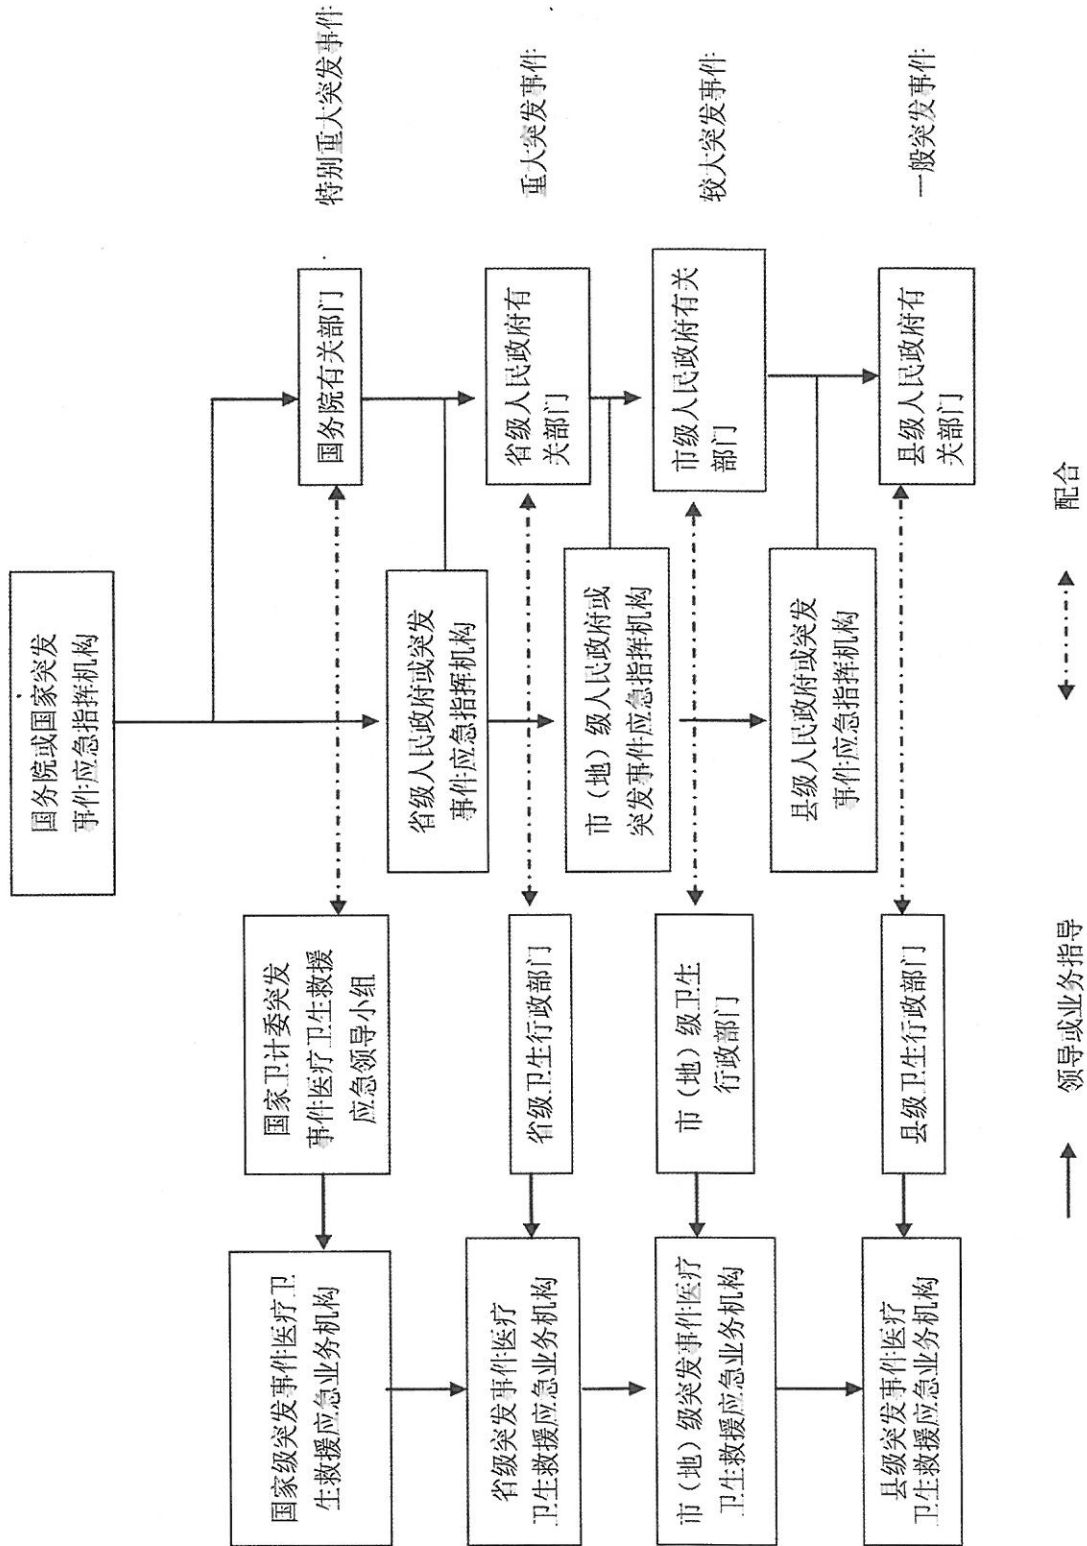 国务院或国家突发
事件应急指挥机构
国家级突发事件医疗卫
生救援应急业务机构
国家卫计委突发
事件医疗卫生救援
应急领导小组
国务院有关部门
特别重大突发事件
省级人民政府或突发
事件应急指挥机构
省级突发事件医疗
卫生救援应急业务机构
省级卫生行政部门
省级人民政府有
关部门
重大突发事件
市（地）级人民政府或
突发事件应急指挥机构
市（地）级突发事件医疗
卫生救援应急业务机构
市（地）级卫生
行政部门
市级人民政府有关
部门
较大突发事件
县级人民政府或突发
事件应急指挥机构
县级突发事件医疗
卫生救援应急业务机构
县级卫生行政部门
县级人民政府有
关部门
一般突发事件
领导或业务指导
配合